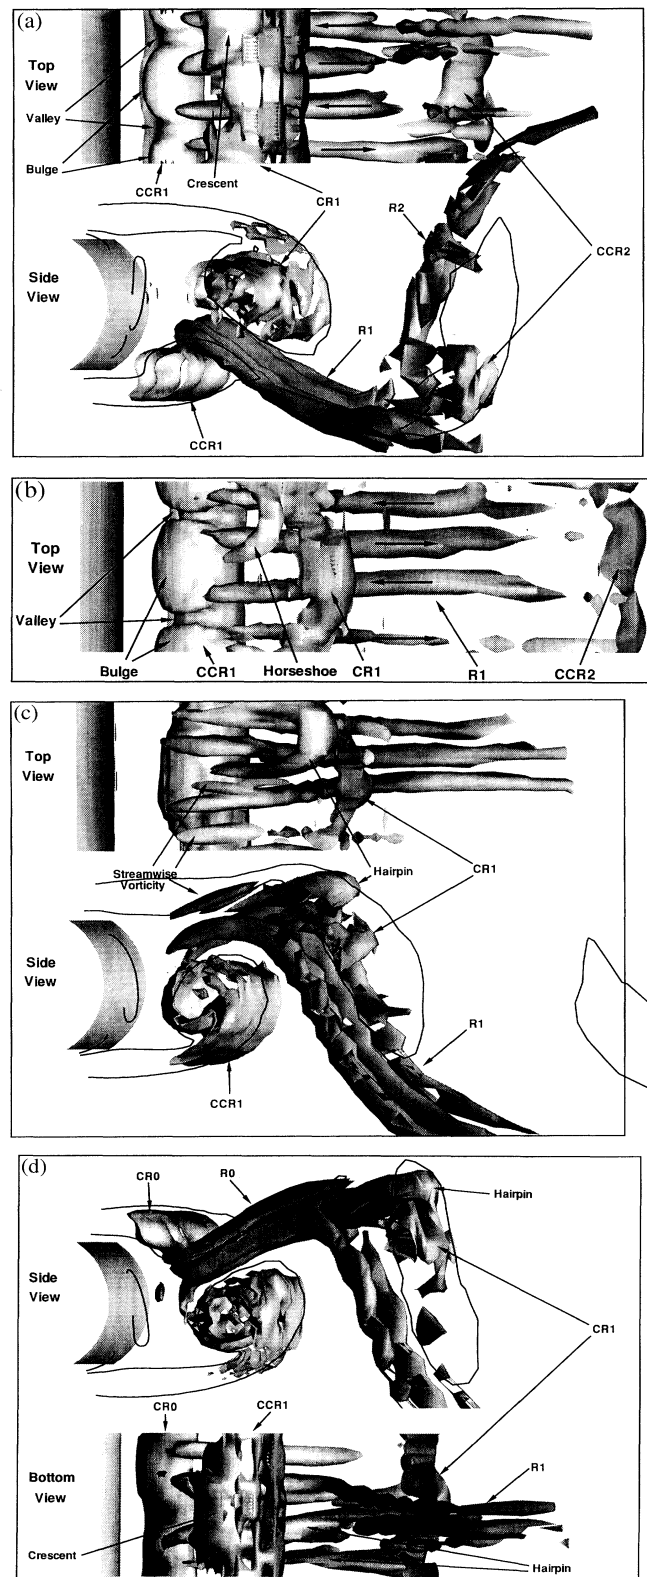 (a)
Top
View
Valley
Bulge
CCR1
Crescent
CR1
R2
CCR2
Side
View
R1
CCR1
(b)
Top
View
Valley
Bulge
CCR1
Horseshoe
CR1
R1
CCR2
(c)
Top
View
Streamwise
Vorticity
Hairpin
CR1
Side
View
R1
CCR1
(d)
CR0
R0
Hairpin
Side
View
CR1
CR0
CCR1
R1
Bottom
View
Crescent
Hairpin